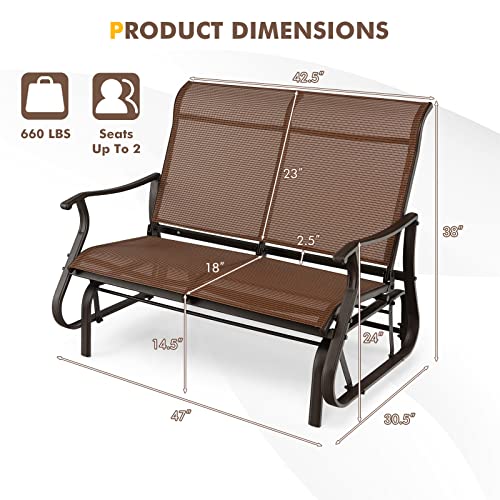 PRODUCT DIMENSIONS
660 LBS
Seats
Up To 2
42.5"
23"
38"
2.5"
18"
14.5"
24"
47"
30.5"